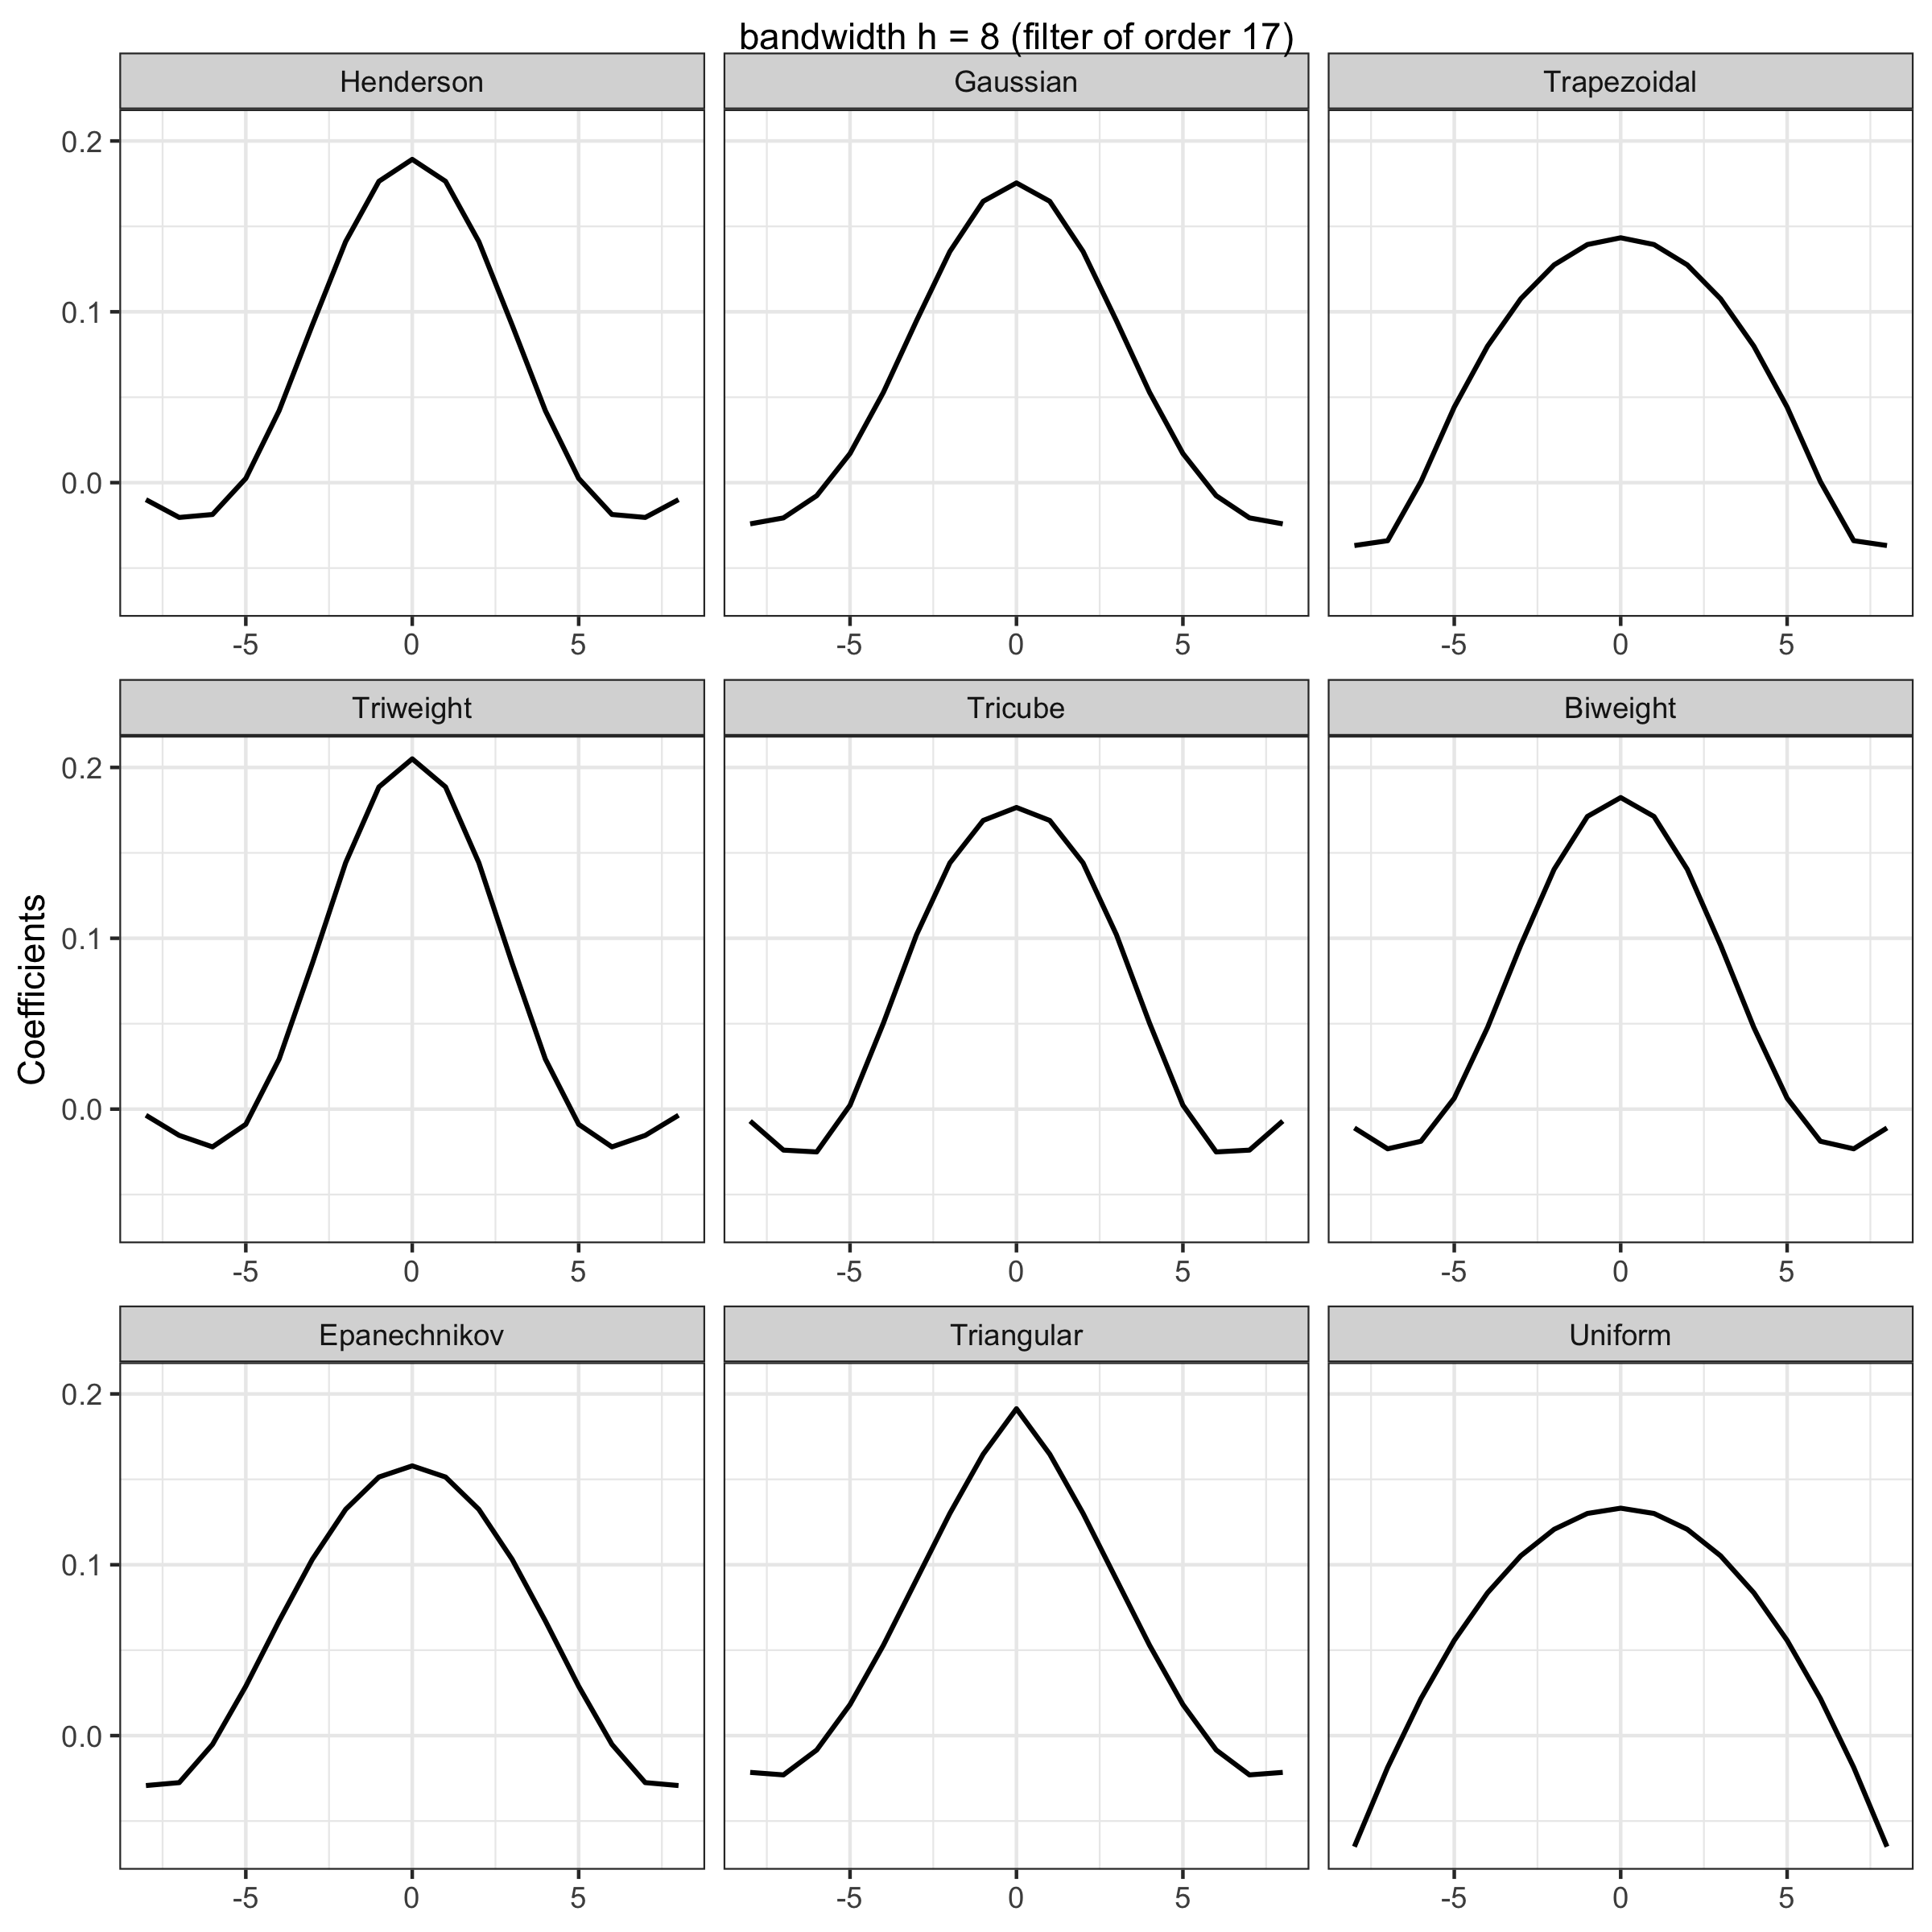 bandwidth h = 8 (filter of order 17)
Henderson Gaussian Trapezoidal
0.2
0.1
0.0
-5 0 5 -5 0 5 -5 0 5
Triweight Tricube Biweight
0.2
0.1
0.0
-5 0 5 -5 0 5 -5 0 5
Coefficients
Epanechnikov Triangular Uniform
0.2
0.1
0.0
-5 0 5 -5 0 5 -5 0 5